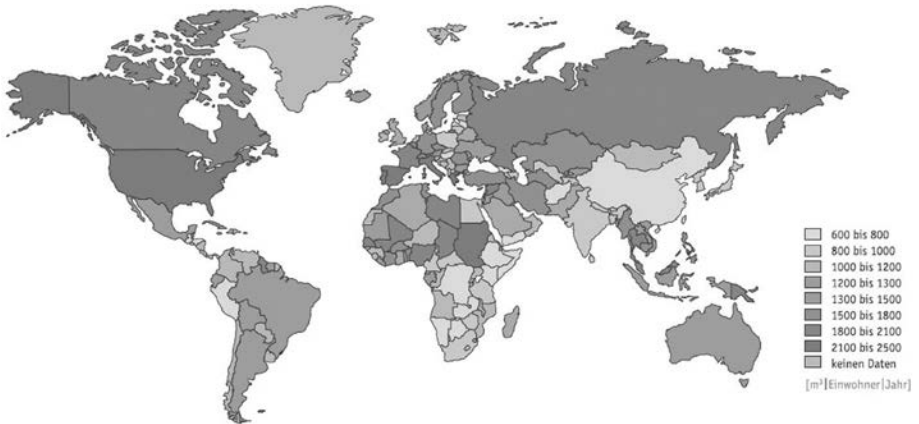 600 bis 800
800 bis 1000
1000 bis 1200
1200 bis 1300
1300 bis 1500
1500 bis 1800
1800 bis 2100
2100 bis 2500
keinen Daten
[m³|Einwohner|Jahr]